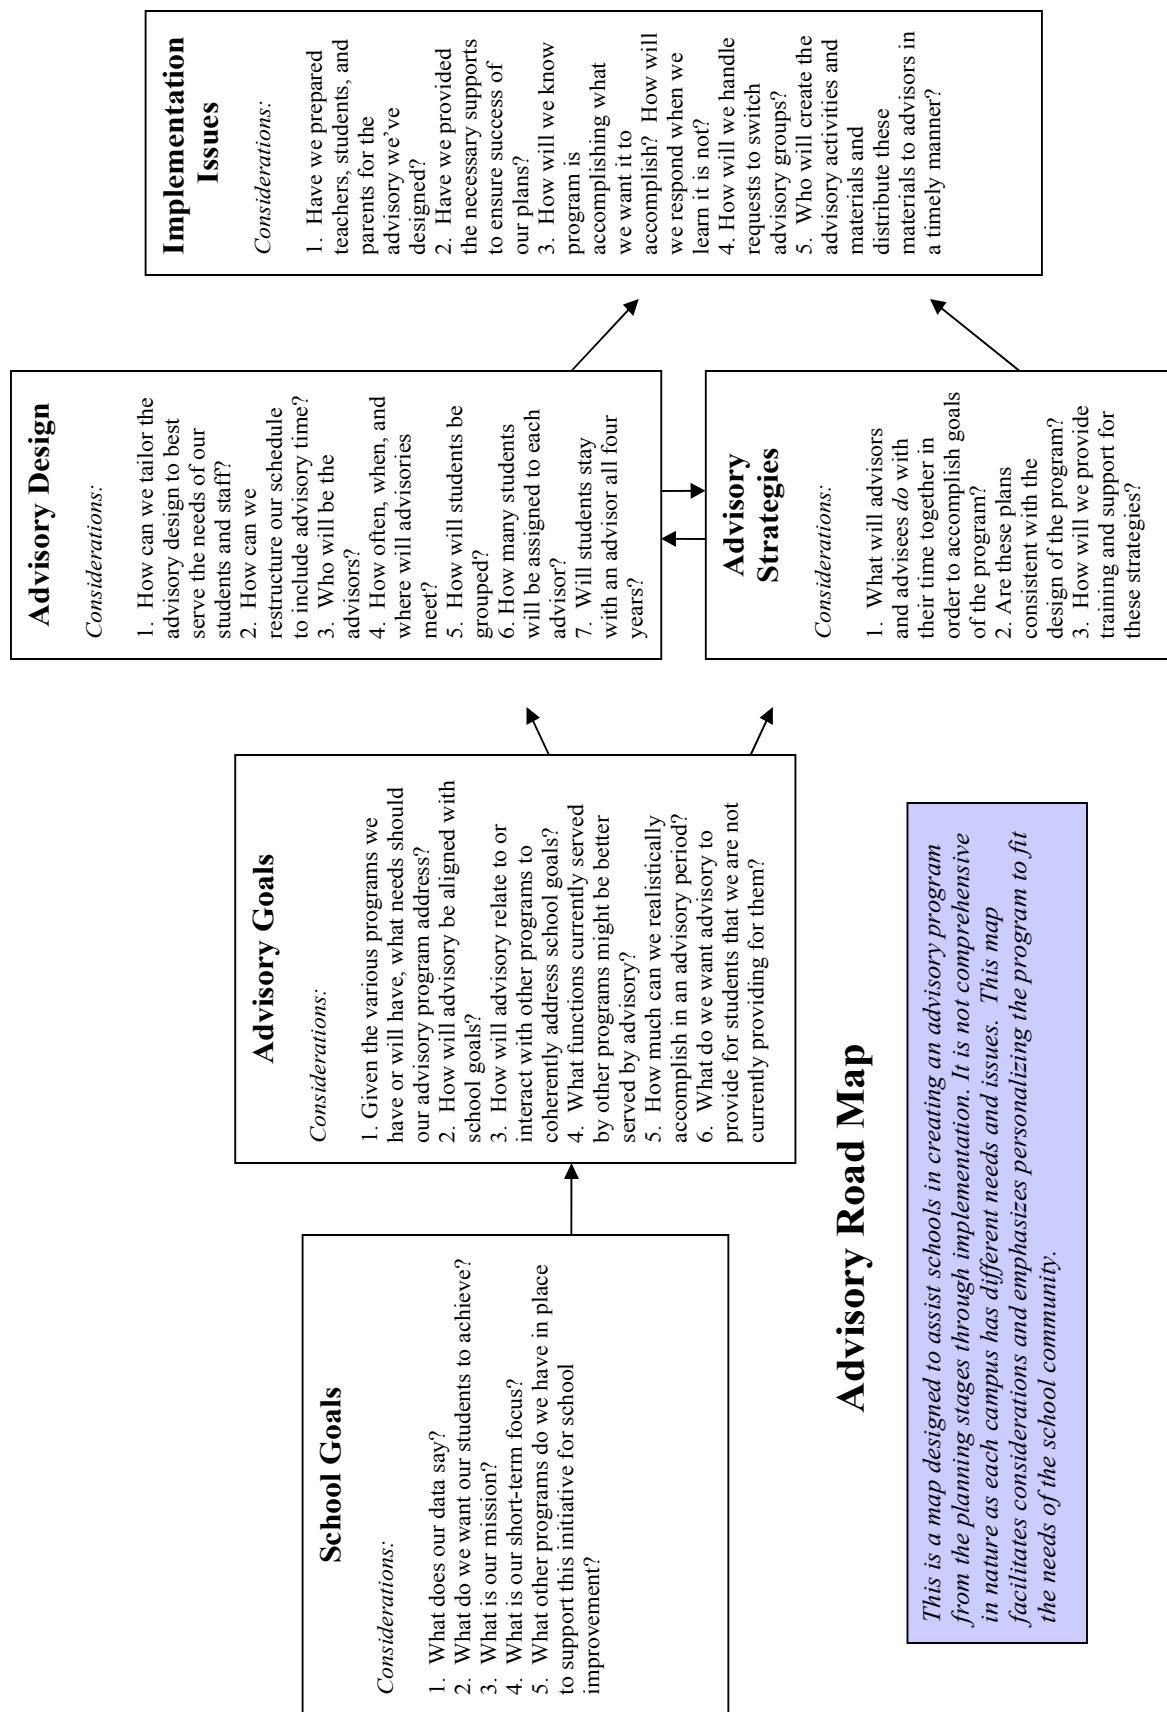 School Goals
Considerations:
1.  What does our data say?
2.  What do we want our students to achieve?
3.  What is our mission?
4.  What is our short-term focus?
5.  What other programs do we have in place
to support this initiative for school
improvement?
Advisory Goals
Considerations:
1. Given the various programs we
have or will have, what needs should
our advisory program address?
2.  How will advisory be aligned with
school goals?
3.  How will advisory relate to or
interact with other programs to
coherently address school goals?
4.  What functions currently served
by other programs might be better
served by advisory?
5.  How much can we realistically
accomplish in an advisory period?
6.  What do we want advisory to
provide for students that we are not
currently providing for them?
Advisory Design
Considerations:
1.  How can we tailor the
advisory design to best
serve the needs of our
students and staff?
2.  How can we
restructure our schedule
to include advisory time?
3.  Who will be the
advisors?
4.  How often, when, and
where will advisories
meet?
5.  How will students be
grouped?
6. How many students
will be assigned to each
advisor?
7.  Will students stay
with an advisor all four
years?
Advisory
Strategies
Considerations:
1.  What will advisors
and advisees do with
their time together in
order to accomplish goals
of the program?
2. Are these plans
consistent with the
design of the program?
3.  How will we provide
training and support for
these strategies?
Implementation
Issues
Considerations:
1.  Have we prepared
teachers, students, and
parents for the
advisory we've
designed?
2.  Have we provided
the necessary supports
to ensure success of
our plans?
3.  How will we know
program is
accomplishing what
we want it to
accomplish?  How will
we respond when we
learn it is not?
4. How will we handle
requests to switch
advisory groups?
5.  Who will create the
advisory activities and
materials and
distribute these
materials to advisors in
a timely manner?
Advisory Road Map
This is a map designed to assist schools in creating an advisory program
from the planning stages through implementation. It is not comprehensive
in nature as each campus has different needs and issues.  This map
facilitates considerations and emphasizes personalizing the program to fit
the needs of the school community.